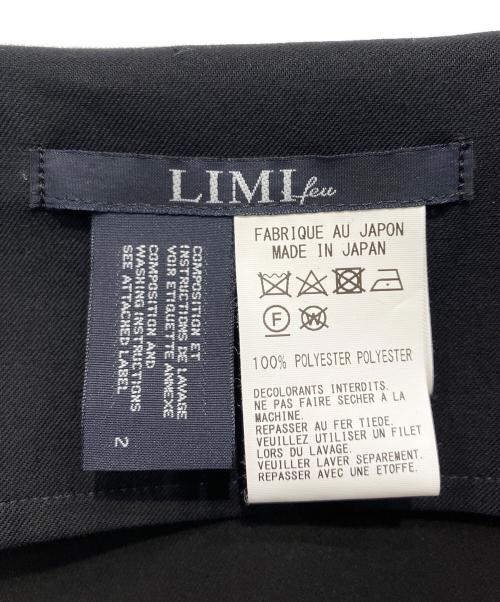 LIMI feu
COMPOSITION ET
INSTRUCTIONS DE LAVAGE
VOIR ETIQUETTE ANNEXE
COMPOSITION AND
WASHING INSTRUCTIONS
SEE ATTACHED LABEL
2
FABRIQUE AU JAPON
MADE IN JAPAN
F W
100% POLYESTER POLYESTER
DECOLORANTS INTERDITS.
NE PAS FAIRE SECHER A LA
MACHINE.
REPASSER AU FER TIEDE.
VEUILLEZ UTILISER UN FILET
LORS DU LAVAGE.
VEUILLER LAVER SEPAREMENT.
REPASSER AVEC UNE ETOFFE.